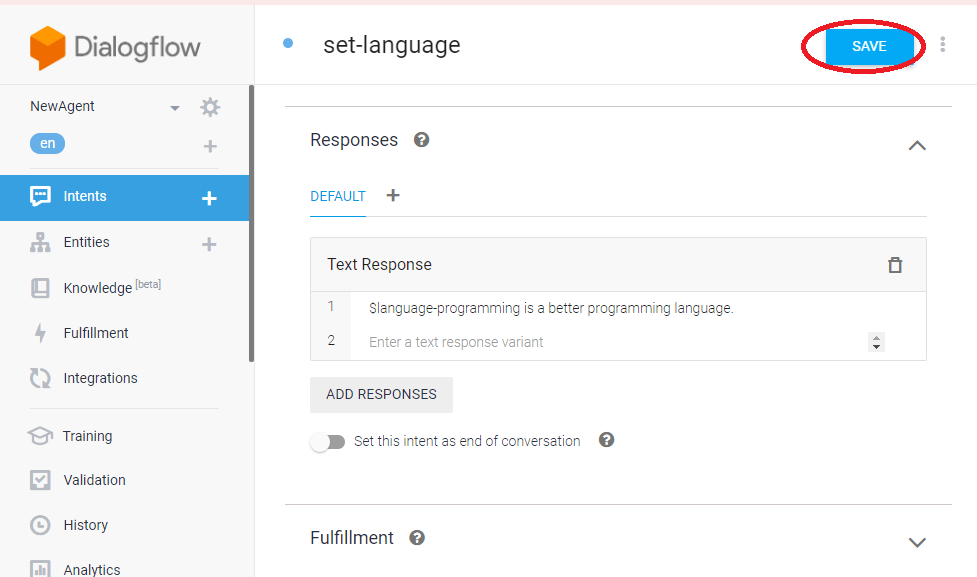 Dialogflow
set-language
SAVE
NewAgent
en
Intents
Entities
Knowledge [beta]
Fulfillment
Integrations
Training
Validation
History
Analytics
Responses
DEFAULT
Text Response
1 $language-programming is a better programming language.
2 Enter a text response variant
ADD RESPONSES
Set this intent as end of conversation
Fulfillment